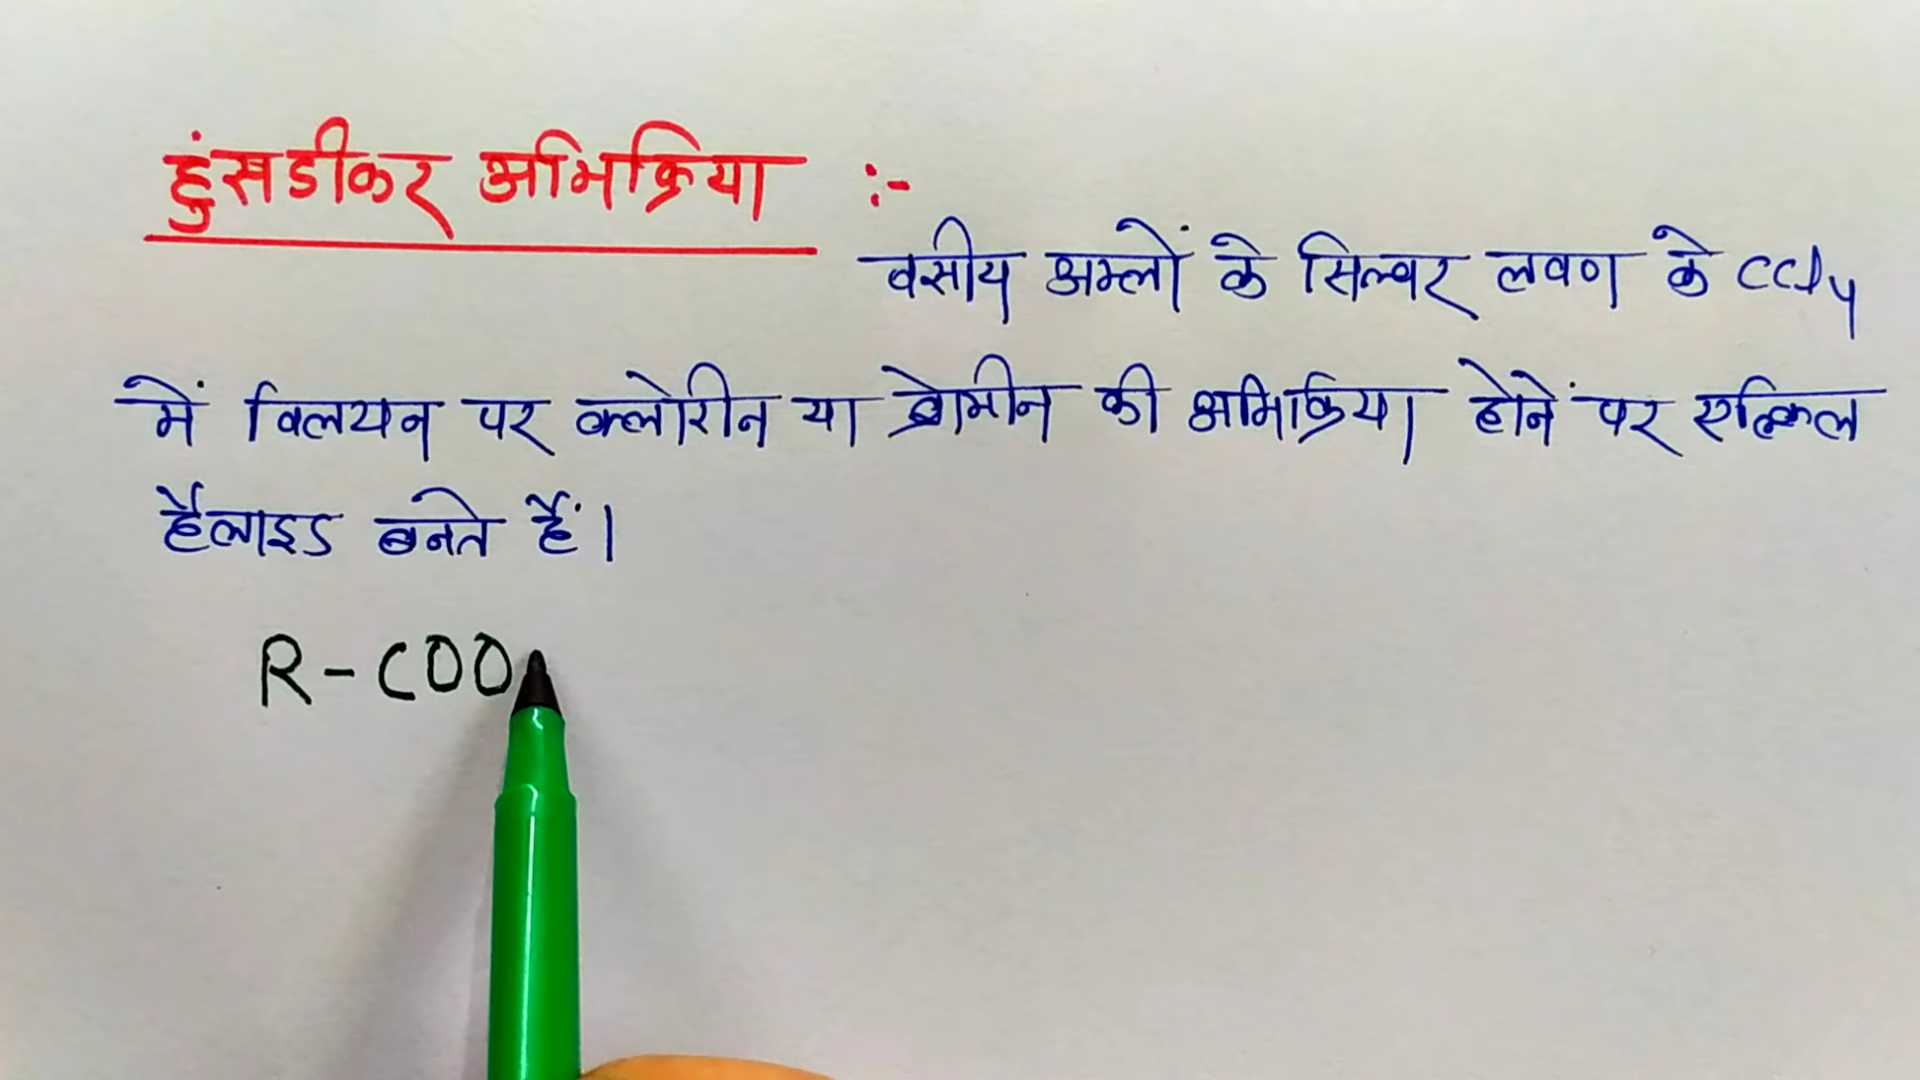 हुंसडीकर अभिक्रिया :-
वसीय अम्लों के सिल्वर लवण के CCl4
में विलयन पर क्लोरीन या ब्रोमीन की अभिक्रिया होनें पर एल्किल
हैलाइड बनते हैं।
R-COO